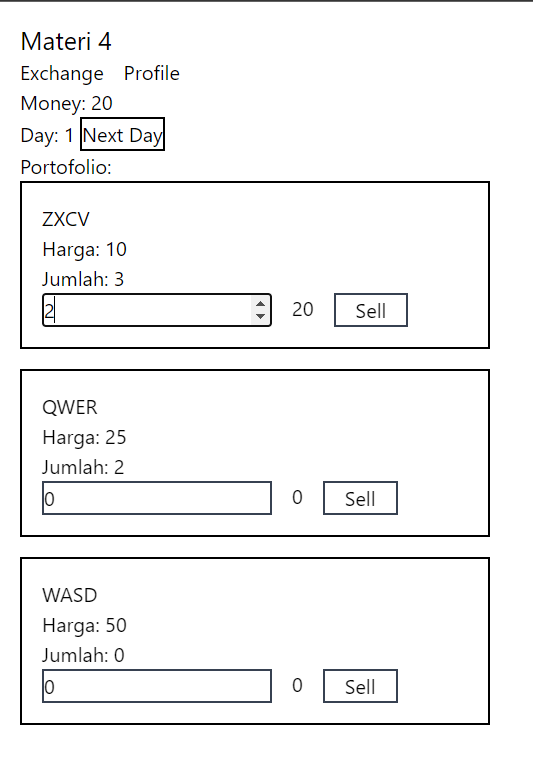 Materi 4
Exchange Profile
Money: 20
Day: 1 Next Day
Portofolio:
ZXCV
Harga: 10
Jumlah: 3
2 20 Sell
QWER
Harga: 25
Jumlah: 2
0 0 Sell
WASD
Harga: 50
Jumlah: 0
0 0 Sell